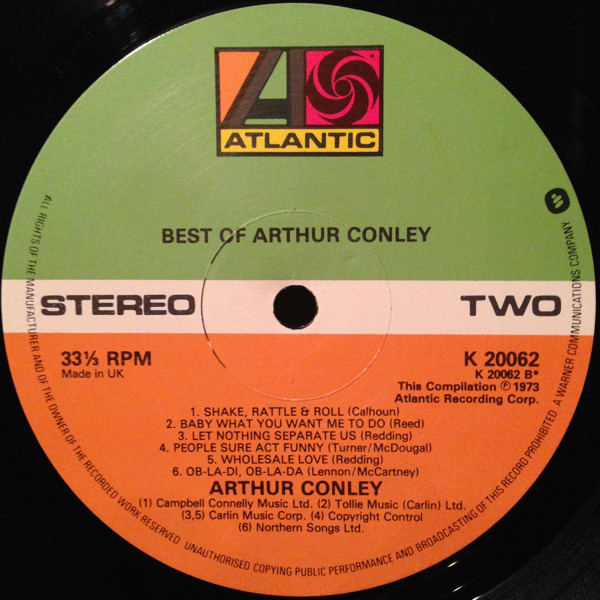 ATLANTIC
BEST OF ARTHUR CONLEY
STEREO
TWO
33⅓ RPM
Made in UK
K 20062
K 20062 B*
This Compilation ℗ 1973
Atlantic Recording Corp.
1. SHAKE, RATTLE & ROLL (Calhoun)
2. BABY WHAT YOU WANT ME TO DO (Reed)
3. LET NOTHING SEPARATE US (Redding)
4. PEOPLE SURE ACT FUNNY (Turner/McDougal)
5. WHOLESALE LOVE (Redding)
6. OB-LA-DI, OB-LA-DA (Lennon/McCartney)
ARTHUR CONLEY
(1) Campbell Connelly Music Ltd. (2) Tollie Music (Carlin) Ltd.
(3,5) Carlin Music Corp. (4) Copyright Control
(6) Northern Songs Ltd.
ALL RIGHTS OF THE MANUFACTURER AND OF THE OWNER OF THE RECORDED WORK RESERVED UNAUTHORISED COPYING PUBLIC PERFORMANCE AND BROADCASTING OF THIS RECORD PROHIBITED A WARNER COMMUNICATIONS COMPANY